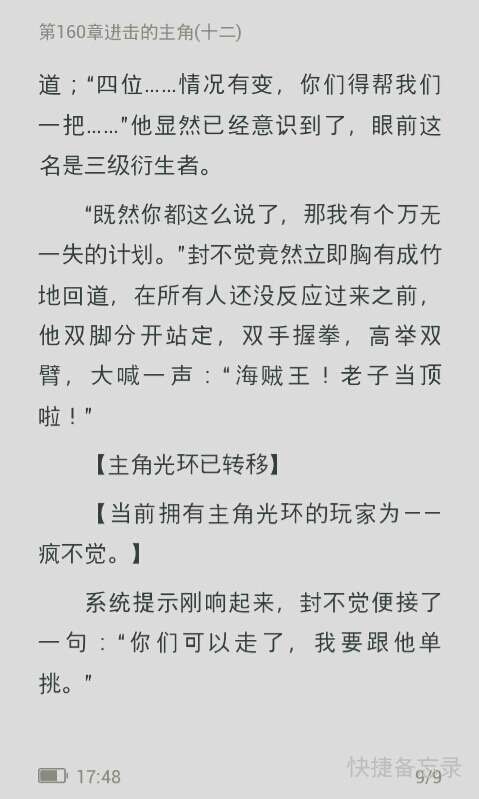 第160章进击的主角(十二)
道；“四位……情况有变，你们得帮我们
一把……”他显然已经意识到了，眼前这
名是三级衍生者。
“既然你都这么说了，那我有个万无
一失的计划。”封不觉竟然立即胸有成竹
地回道，在所有人还没反应过来之前，
他双脚分开站定，双手握拳，高举双
臂，大喊一声：“海贼王！老子当顶
啦！”
【主角光环已转移】
【当前拥有主角光环的玩家为——
疯不觉。】
系统提示刚响起来，封不觉便接了
一句：“你们可以走了，我要跟他单
挑。”
17:48
快捷备忘录
9/9